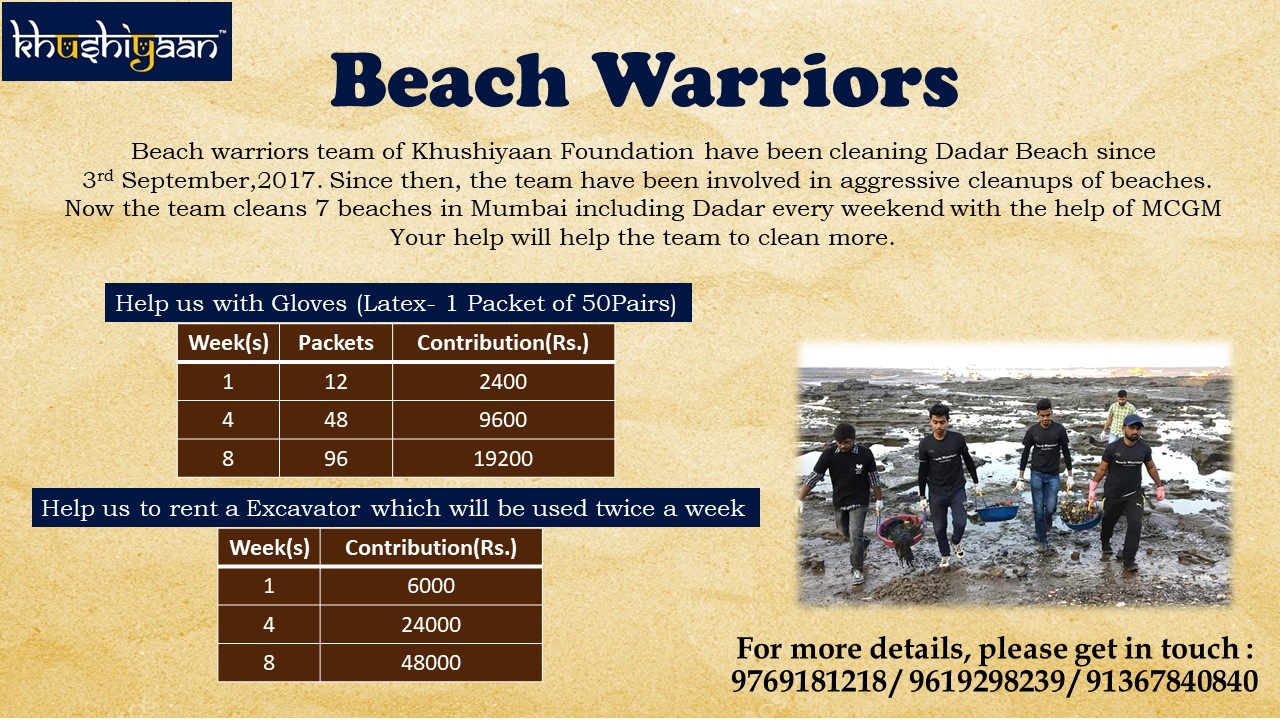 khushiyaan™
Beach Warriors
Beach warriors team of Khushiyaan Foundation have been cleaning Dadar Beach since
3rd September,2017. Since then, the team have been involved in aggressive cleanups of beaches.
Now the team cleans 7 beaches in Mumbai including Dadar every weekend with the help of MCGM
Your help will help the team to clean more.
Help us with Gloves (Latex- 1 Packet of 50Pairs)
Week(s) Packets Contribution(Rs.)
1 12 2400
4 48 9600
8 96 19200
Help us to rent a Excavator which will be used twice a week
Week(s) Contribution(Rs.)
1 6000
4 24000
8 48000
For more details, please get in touch :
9769181218/ 9619298239/ 91367840840